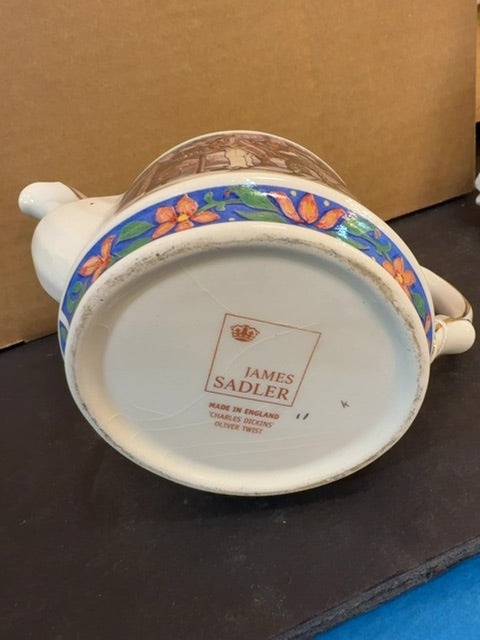 JAMES
SADLER
MADE IN ENGLAND
'CHARLES DICKENS'
OLIVER TWIST
K